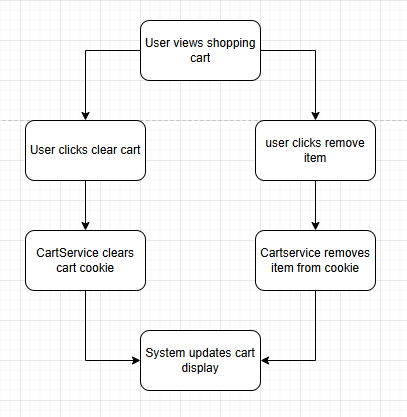 User views shopping
cart
User clicks clear cart
user clicks remove
item
CartService clears
cart cookie
Cartservice removes
item from cookie
System updates cart
display